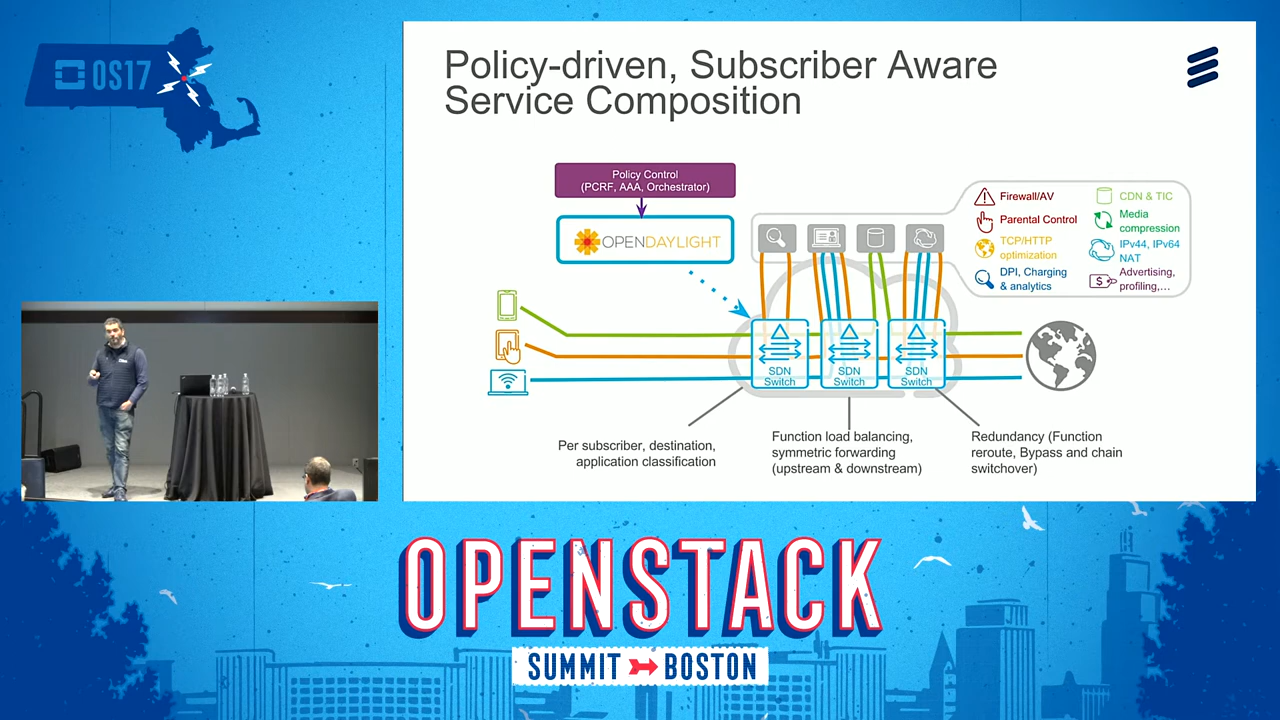 OS17
Policy-driven, Subscriber Aware
Service Composition
Policy Control
(PCRF, AAA, Orchestrator)
OPENDAYLIGHT
Firewall/AV
Parental Control
TCP/HTTP
optimization
DPI, Charging
& analytics
CDN & TIC
Media
compression
IPv44, IPv64
NAT
$
Advertising,
profiling,...
SDN
Switch
SDN
Switch
SDN
Switch
Per subscriber, destination,
application classification
Function load balancing,
symmetric forwarding
(upstream & downstream)
Redundancy (Function
reroute, Bypass and chain
switchover)
OPENSTACK
SUMMIT BOSTON